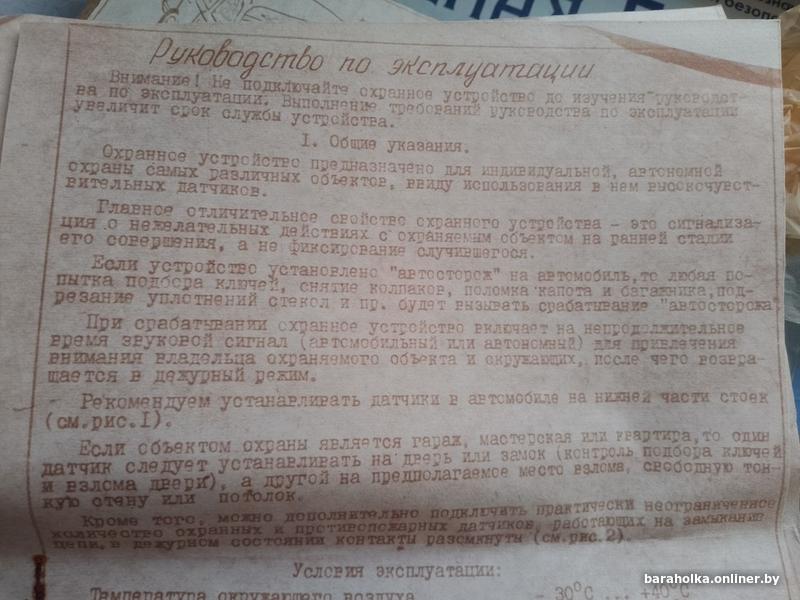 Руководство по эксплуатации
Внимание! Не подключайте охранное устройство до изучения руководст-
ва по эксплуатации. Выполнение требований руководства по эксплуатации
увеличит срок службы устройства.
I. Общие указания.
Охранное устройство предназначено для индивидуальной, автономной
охраны самых различных объектов, ввиду использования в нем высокочувст-
вительных датчиков.
Главное отличительное свойство охранного устройства - это сигнализа-
ция о нежелательных действиях с охраняемым объектом на ранней стадии
его совершения, а не фиксирование случившегося.
Если устройство установлено "автосторож" на автомобиль, то любая по-
пытка подбора ключей, снятие колпаков, поломка капота и багажника, под-
резание уплотнений стекол и пр. будет вызывать срабатывание "автосторожа"
При срабатывании охранное устройство включает на непродолжительное
время звуковой сигнал (автомобильный или автономный) для привлечения
внимания владельца охраняемого объекта и окружающих, после чего возвра-
щается в дежурный режим.
Рекомендуем устанавливать датчики в автомобиле на нижней части стоек
(см.рис.I).
Если объектом охраны является гараж, мастерская или квартира, то один
датчик следует устанавливать на дверь или замок (контроль подбора ключей
и взлома двери), а другой на предполагаемое место взлома, свободную тон-
кую стену или потолок.
Кроме того, можно дополнительно подключить практически неограниченное
количество охранных и противопожарных датчиков, работающих на замыкание
цепи, в дежурном состоянии контакты разомкнуты (см.рис.2).
Условия эксплуатации:
Температура окружающего воздуха - 30°С ... +40°С
baraholka.onliner.by